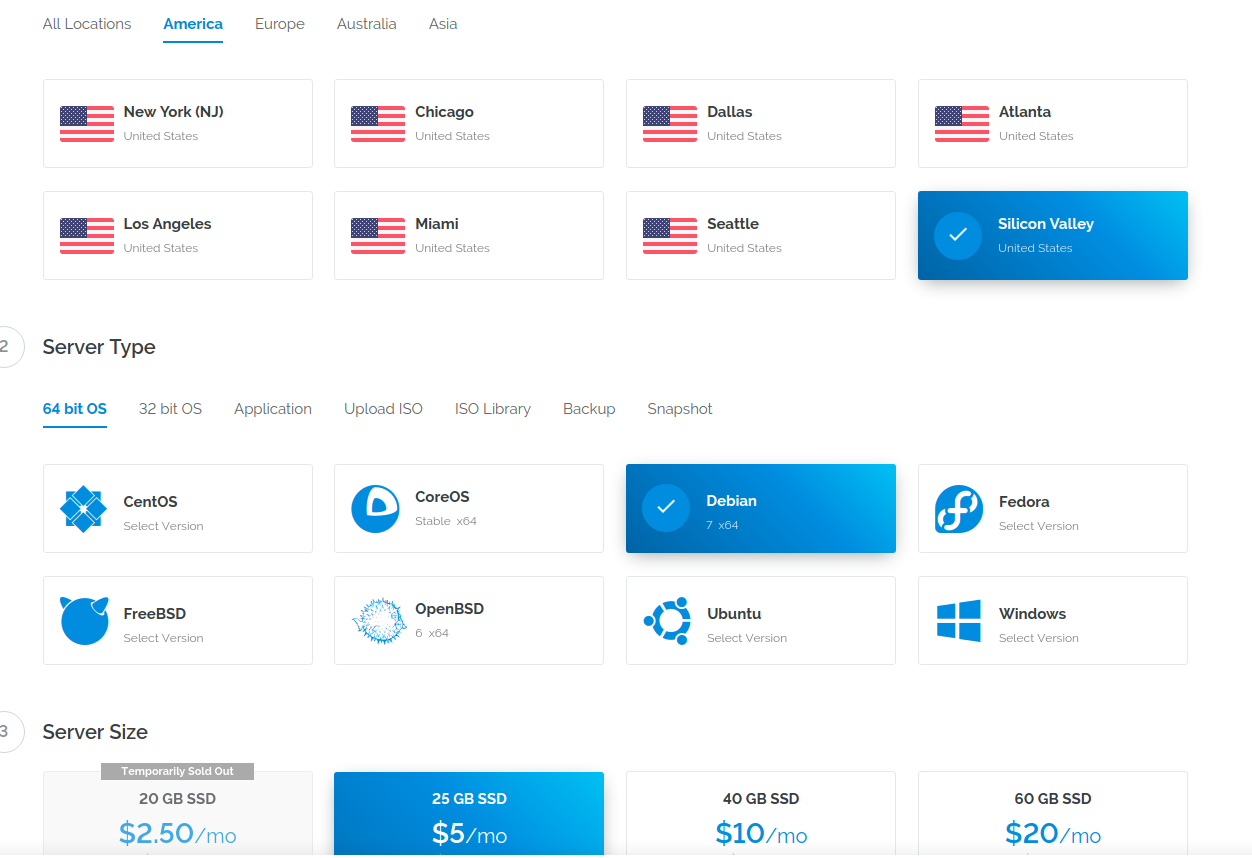 All Locations America Europe Australia Asia
New York (NJ) Chicago Dallas Atlanta
United States United States United States United States
Los Angeles Miami Seattle Silicon Valley
United States United States United States United States
2 Server Type
64 bit OS 32 bit OS Application Upload ISO ISO Library Backup Snapshot
CentOS CoreOS Debian Fedora
Select Version Stable x64 7 x64 Select Version
FreeBSD OpenBSD Ubuntu Windows
Select Version 6 x64 Select Version Select Version
3 Server Size
Temporarily Sold Out
20 GB SSD 25 GB SSD 40 GB SSD 60 GB SSD
$2.50/mo $5/mo $10/mo $20/mo